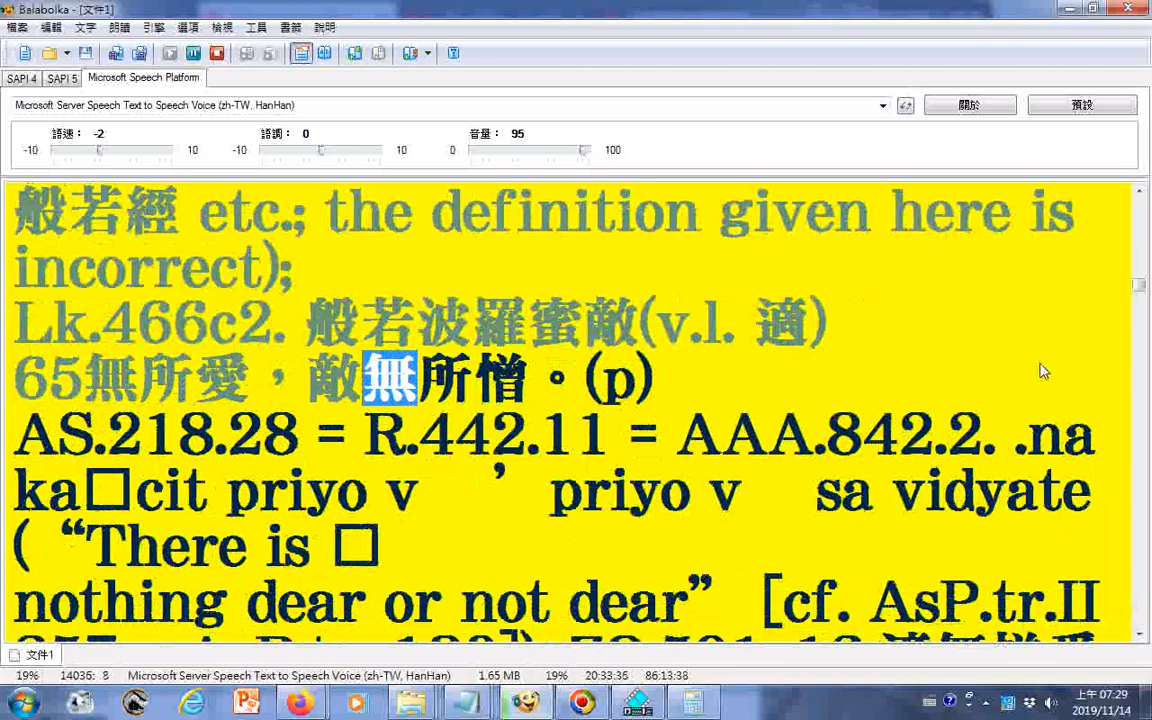 Balabolka - [文件1]
檔案 編輯 文字 朗讀 引擎 選項 檢視 工具 書籤 說明
SAPI 4 SAPI 5 Microsoft Speech Platform
Microsoft Server Speech Text to Speech Voice (zh-TW, HanHan) 關於 預設
語速： -2 語調： 0 音量： 95
-10 10 -10 10 0 100
般若經 etc.; the definition given here is
incorrect);
Lk.466c2. 般若波羅蜜敵(v.l. 適)
65無所愛，敵無所憎。(p)
AS.218.28 = R.442.11 = AAA.842.2. .na
ka□cit priyo v ’ priyo v sa vidyate
(“There is □
nothing dear or not dear” [cf. AsP.tr.II
文件1
19% 14035: 8 Microsoft Server Speech Text to Speech Voice (zh-TW, HanHan) 1.65 MB 19% 20:33:35 86:13:38
上午 07:29
2019/11/14